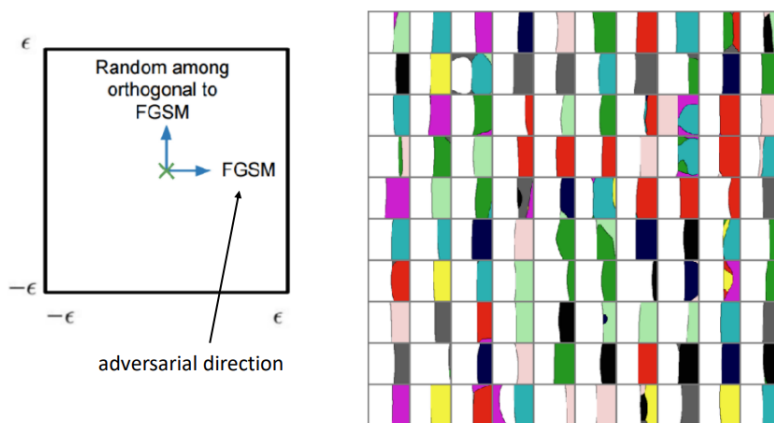 ϵ
Random among
orthogonal to
FGSM
FGSM
−ϵ
−ϵ
ϵ
adversarial direction